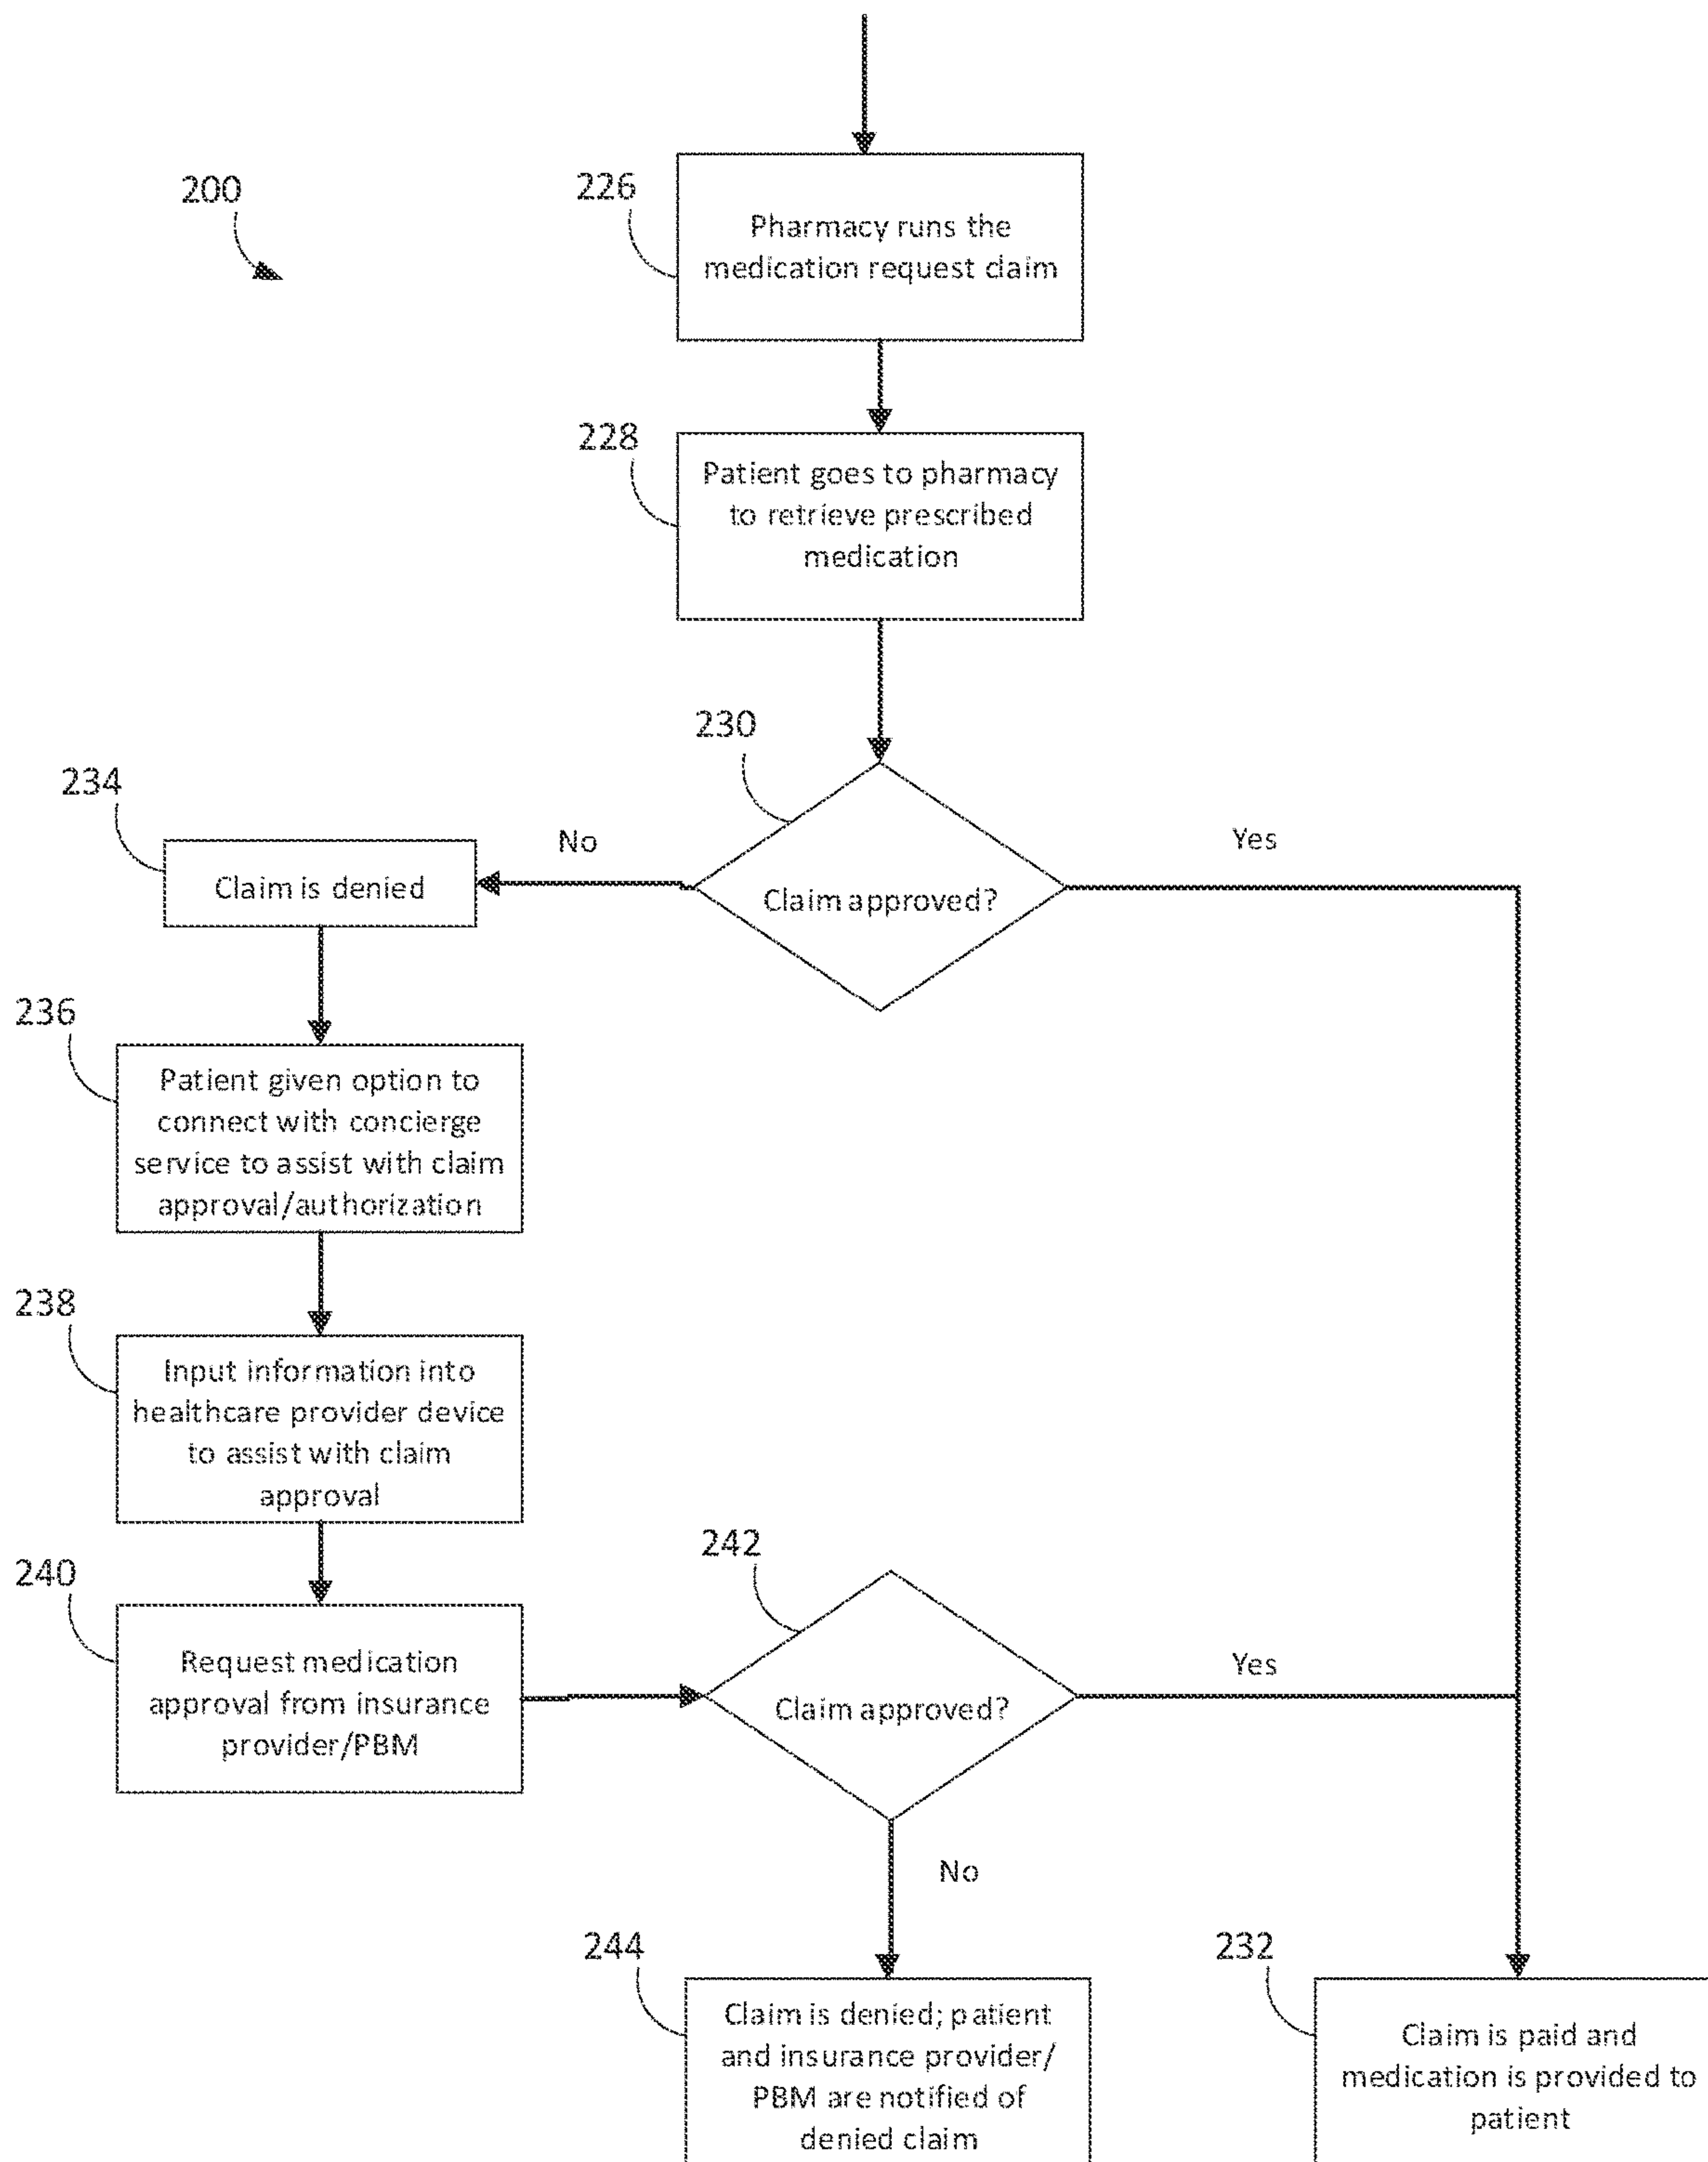 200
226
Pharmacy runs the
medication request claim
228
Patient goes to pharmacy
to retrieve prescribed
medication
230
Claim approved?
No
Yes
234
Claim is denied
236
Patient given option to
connect with concierge
service to assist with claim
approval/authorization
238
Input information into
healthcare provider device
to assist with claim
approval
240
Request medication
approval from insurance
provider/PBM
242
Claim approved?
Yes
No
244
Claim is denied; patient
and insurance provider/
PBM are notified of
denied claim
232
Claim is paid and
medication is provided to
patient